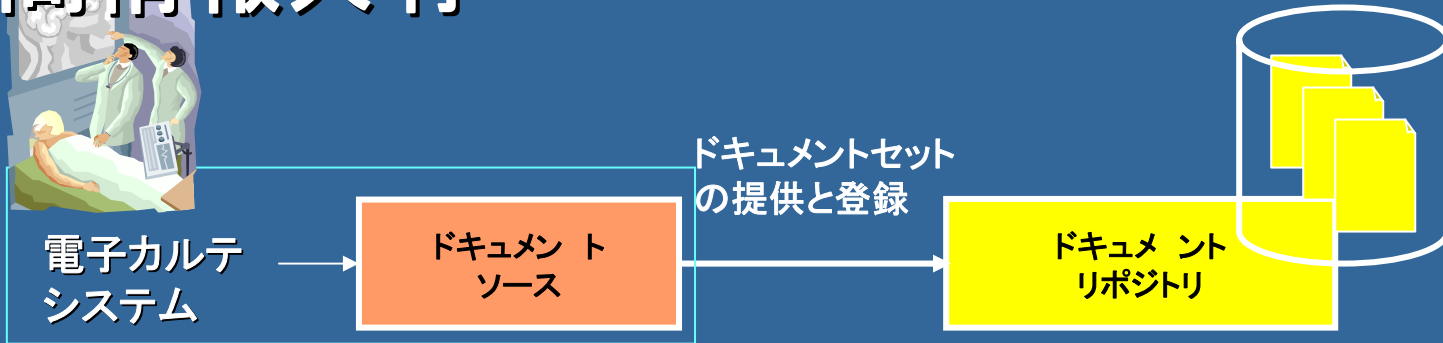 ドキュメントセット
の提供と登録
電子カルテ
システム
ドキュメント
ソース
ドキュメント
リポジトリ